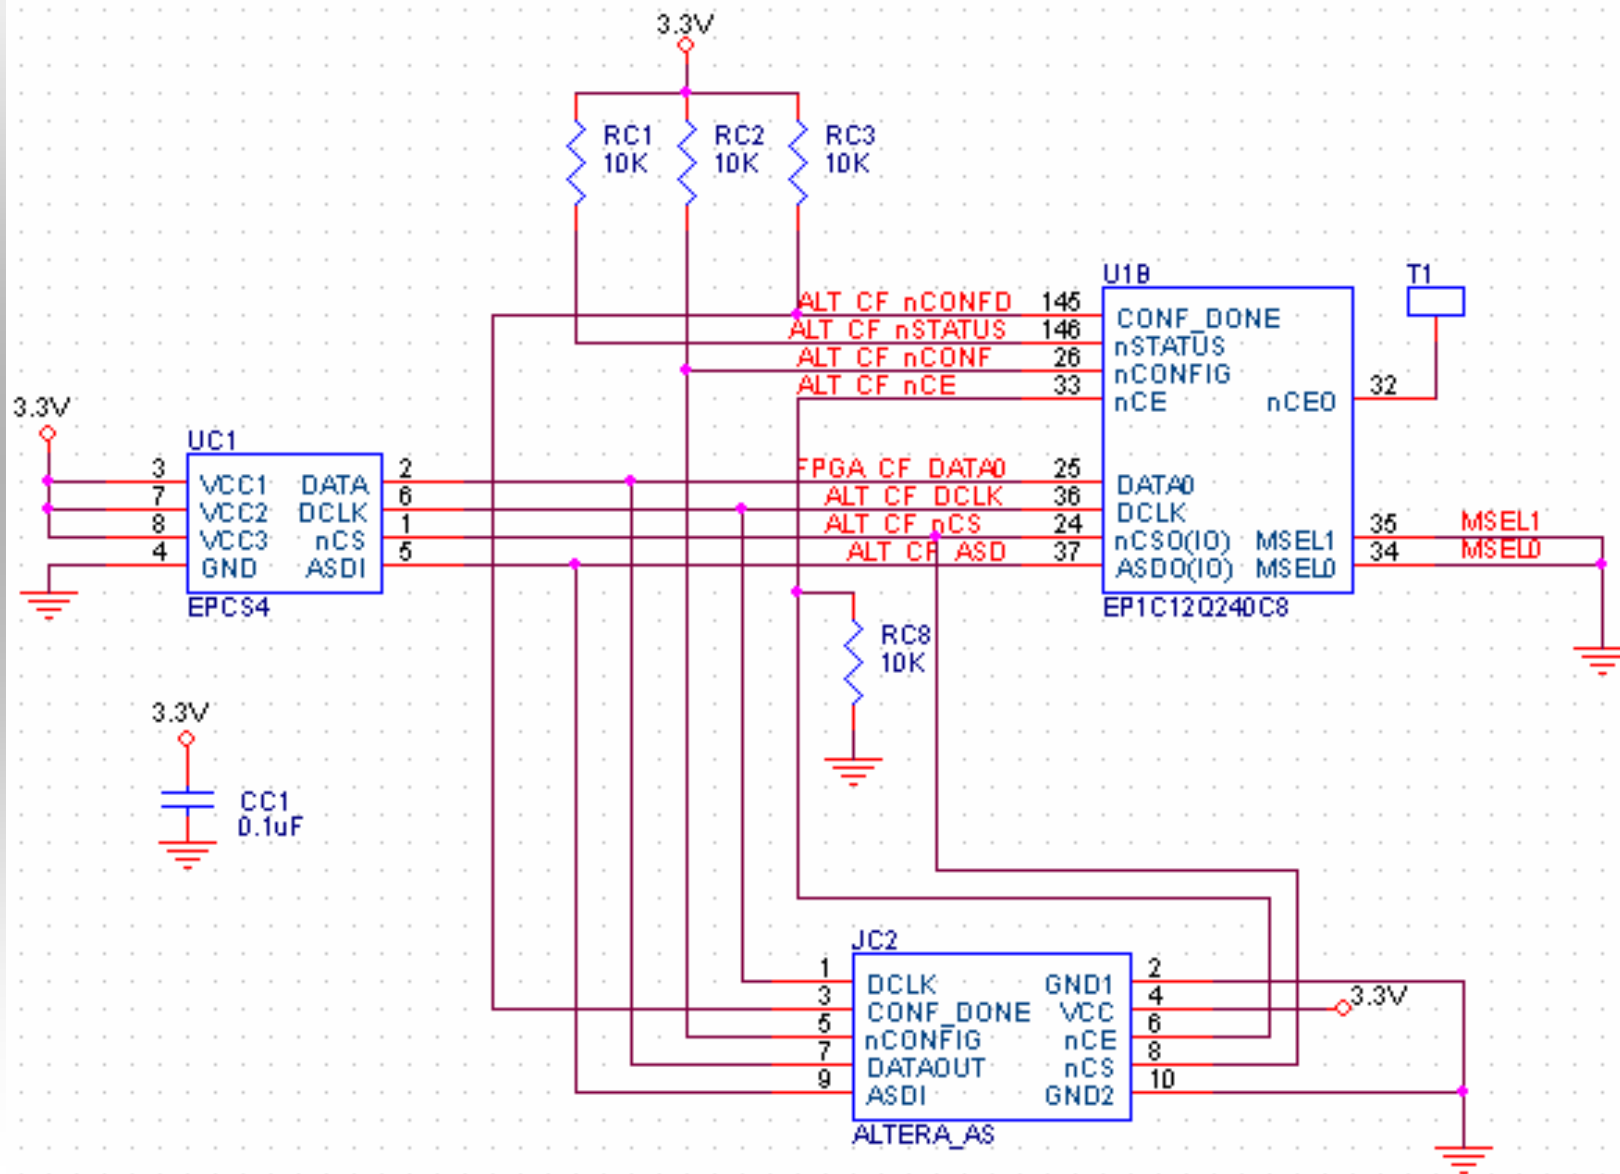 3.3V
RC1
10K
RC2
10K
RC3
10K
U1B
T1
ALT_CF_nCONFD 145 CONF_DONE
ALT_CF_nSTATUS 146 nSTATUS
ALT_CF_nCONF 26 nCONFIG
ALT_CF_nCE 33 nCE nCEO 32
FPGA_CF_DATA0 25 DATA0
ALT_CF_DCLK 36 DCLK
ALT_CF_nCS 24 nCSO(IO) MSEL1 35 MSEL1
ALT_CF_ASD 37 ASDO(IO) MSEL0 34 MSEL0
EP1C12Q240C8
3.3V
UC1
3 VCC1 DATA 2
7 VCC2 DCLK 6
8 VCC3 nCS 1
4 GND ASDI 5
EPCS4
RC8
10K
3.3V
CC1
0.1uF
JC2
1 DCLK GND1 2
3 CONF_DONE VCC 4 3.3V
5 nCONFIG nCE 6
7 DATAOUT nCS 8
9 ASDI GND2 10
ALTERA_AS